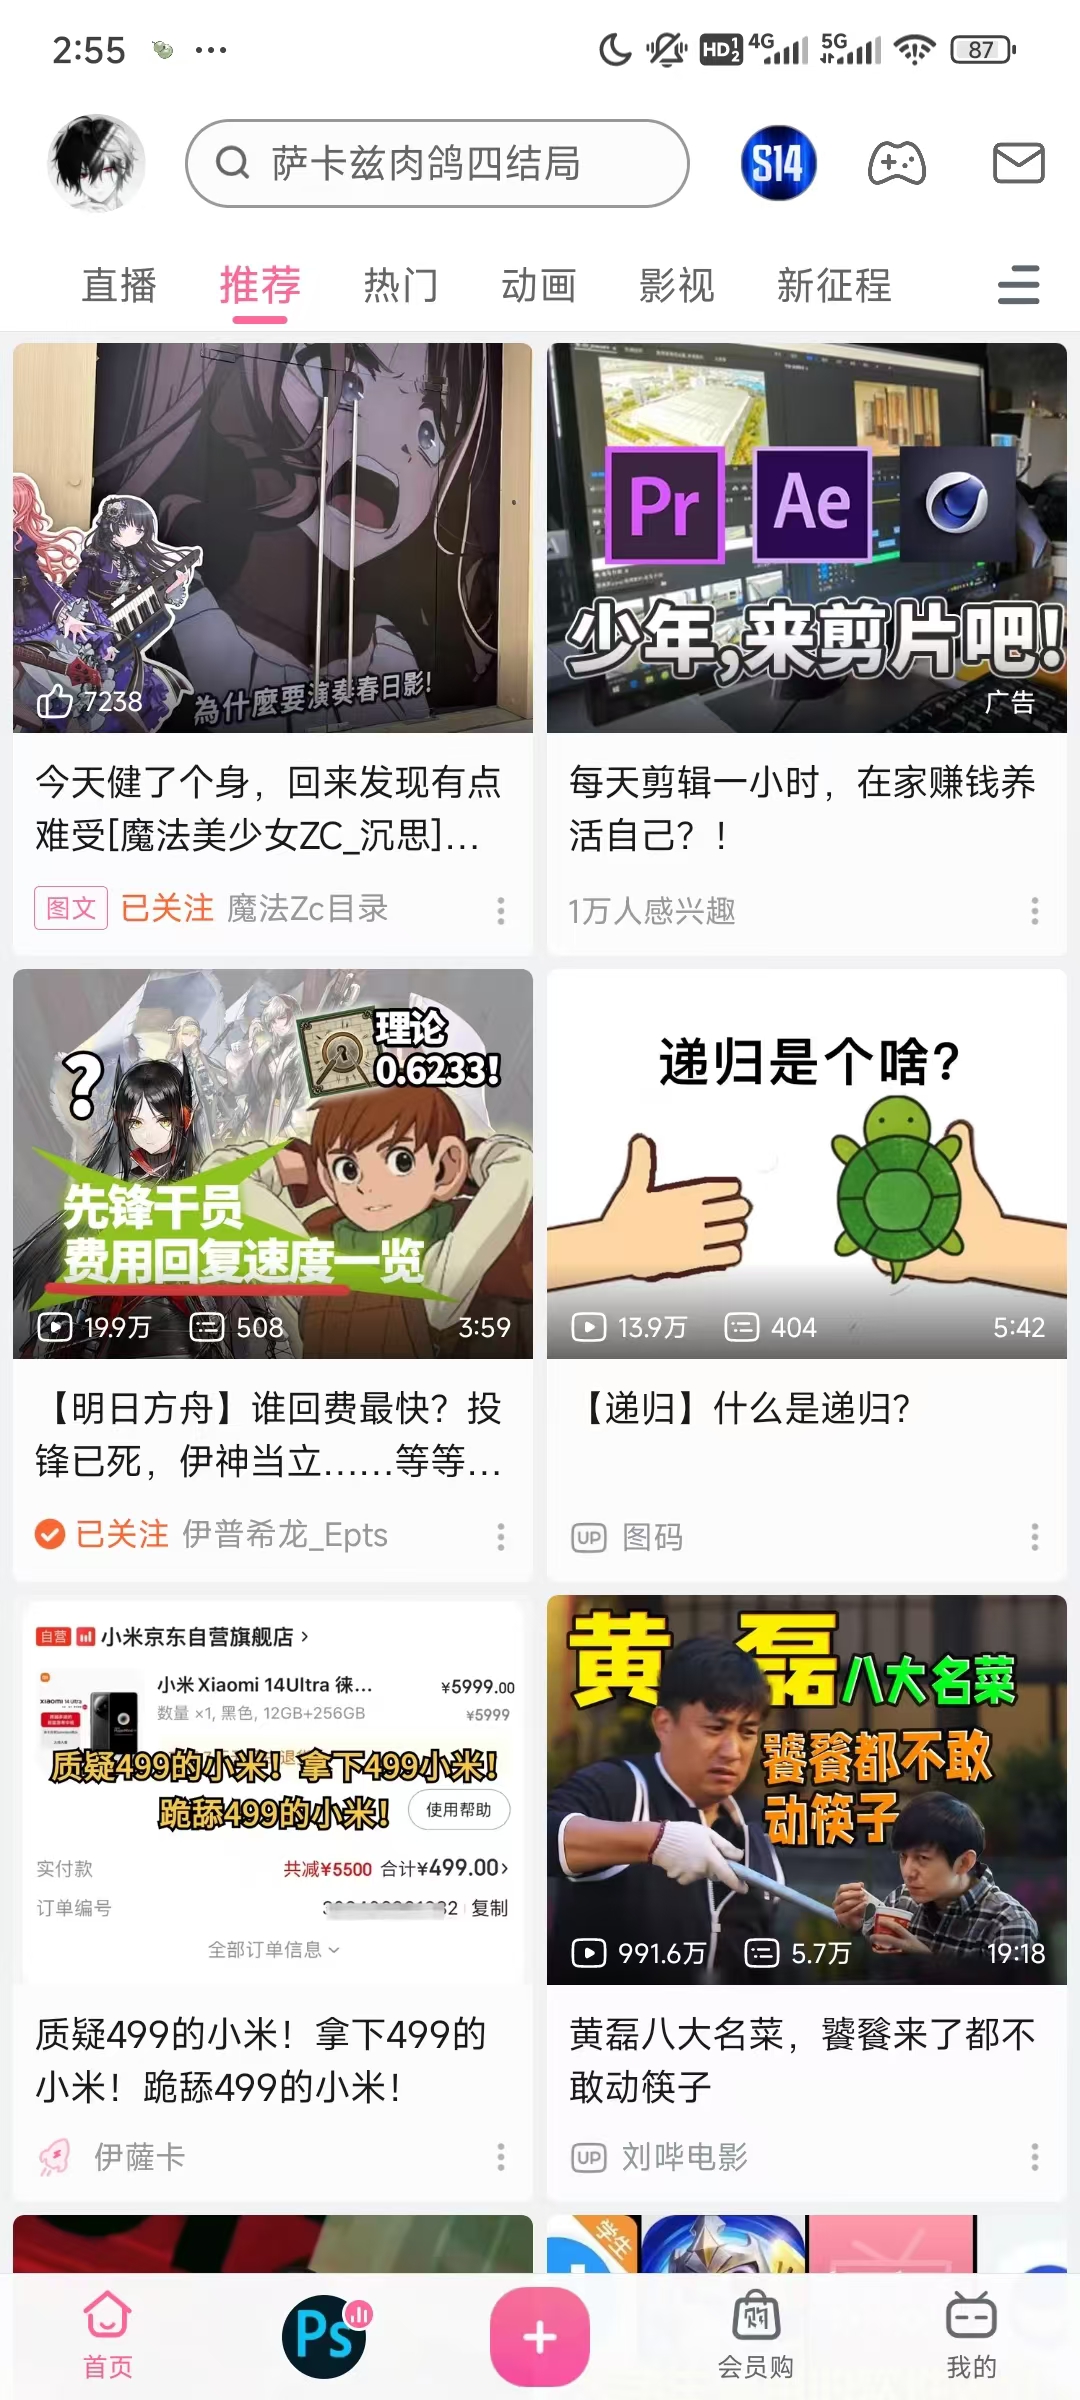 2:55
HD 1 2 4G 5G 87
萨卡兹肉鸽四结局
S14
直播 推荐 热门 动画 影视 新征程
為什麼要演奏春日影!
7238
今天健了个身，回来发现有点
难受[魔法美少女ZC_沉思]...
图文 已关注 魔法Zc目录
Pr Ae
少年,来剪片吧!
广告
每天剪辑一小时，在家赚钱养
活自己？！
1万人感兴趣
理论
0.6233!
?
先锋干员
费用回复速度一览
19.9万 508 3:59
【明日方舟】谁回费最快？投
锋已死，伊神当立……等等...
已关注 伊普希龙_Epts
递归是个啥?
13.9万 404 5:42
【递归】什么是递归？
UP 图码
自营 小米京东自营旗舰店 >
小米 Xiaomi 14Ultra 徕... ¥5999.00
数量 ×1, 黑色, 12GB+256GB ¥5999
质疑499的小米！拿下499小米！
跪舔499的小米！
使用帮助
实付款 共减¥5500 合计¥499.00 >
订单编号 复制
全部订单信息
质疑499的小米！拿下499的
小米！跪舔499的小米！
伊薩卡
黄磊八大名菜
饕餮都不敢
动筷子
991.6万 5.7万 19:18
黄磊八大名菜，饕餮来了都不
敢动筷子
UP 刘哔电影
学生
首页 Ps + 会员购 我的